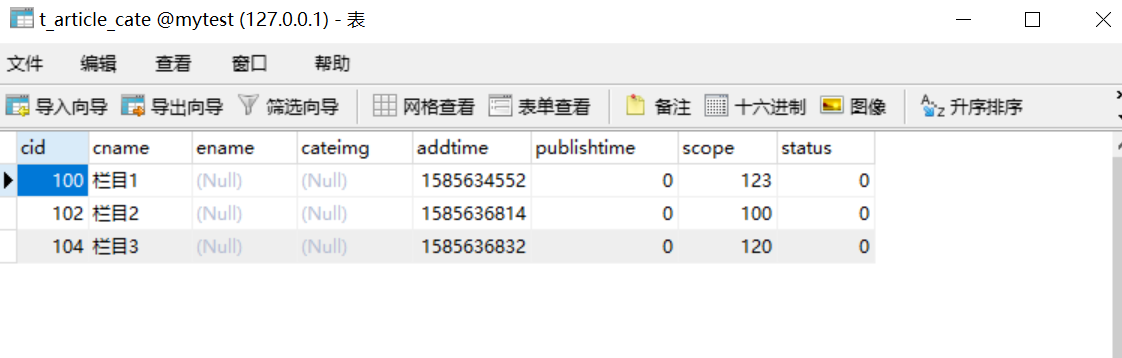 t_article_cate @mytest (127.0.0.1) - 表
文件 编辑 查看 窗口 帮助
导入向导 导出向导 筛选向导 网格查看 表单查看 备注 十六进制 图像 升序排序
cid cname ename cateimg addtime publishtime scope status
100 栏目1 (Null) (Null) 1585634552 0 123 0
102 栏目2 (Null) (Null) 1585636814 0 100 0
104 栏目3 (Null) (Null) 1585636832 0 120 0